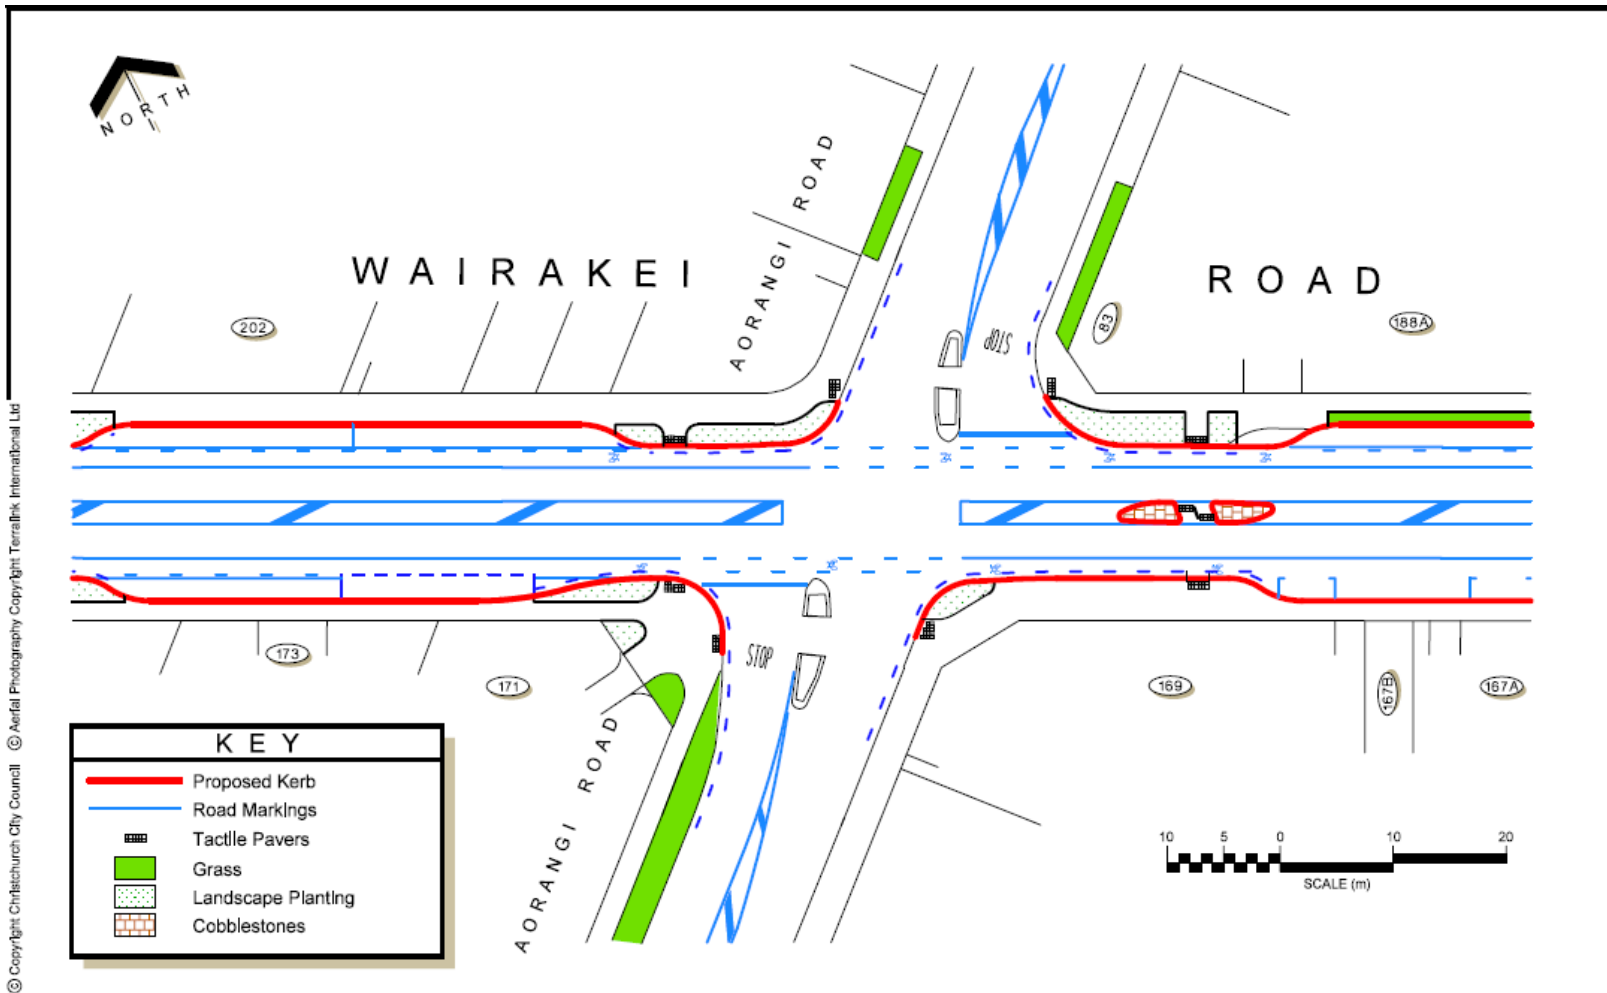 NORTH
WAIRAKEI ROAD
AORANGI ROAD
202
83
188A
STOP
STOP
173
171
169
167B
167A
AORANGI ROAD
KEY
Proposed Kerb
Road Markings
Tactile Pavers
Grass
Landscape Planting
Cobblestones
10 5 0 10 20
SCALE (m)
© Copyright Christchurch City Council © Aerial Photography Copyright Terralink International Ltd